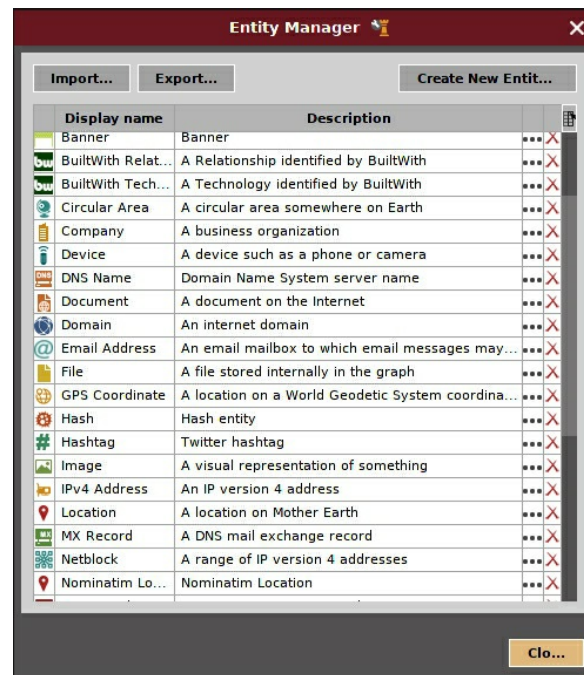 Entity Manager
Import... Export... Create New Entit...
Display name Description
Banner Banner
bw BuiltWith Relat... A Relationship identified by BuiltWith
bw BuiltWith Tech... A Technology identified by BuiltWith
Circular Area A circular area somewhere on Earth
Company A business organization
Device A device such as a phone or camera
DNS DNS Name Domain Name System server name
Document A document on the Internet
Domain An internet domain
@ Email Address An email mailbox to which email messages may...
File A file stored internally in the graph
GPS Coordinate A location on a World Geodetic System coordina...
Hash Hash entity
# Hashtag Twitter hashtag
Image A visual representation of something
IPv4 Address An IP version 4 address
Location A location on Mother Earth
MX MX Record A DNS mail exchange record
Netblock A range of IP version 4 addresses
Nominatim Lo... Nominatim Location
Clo...